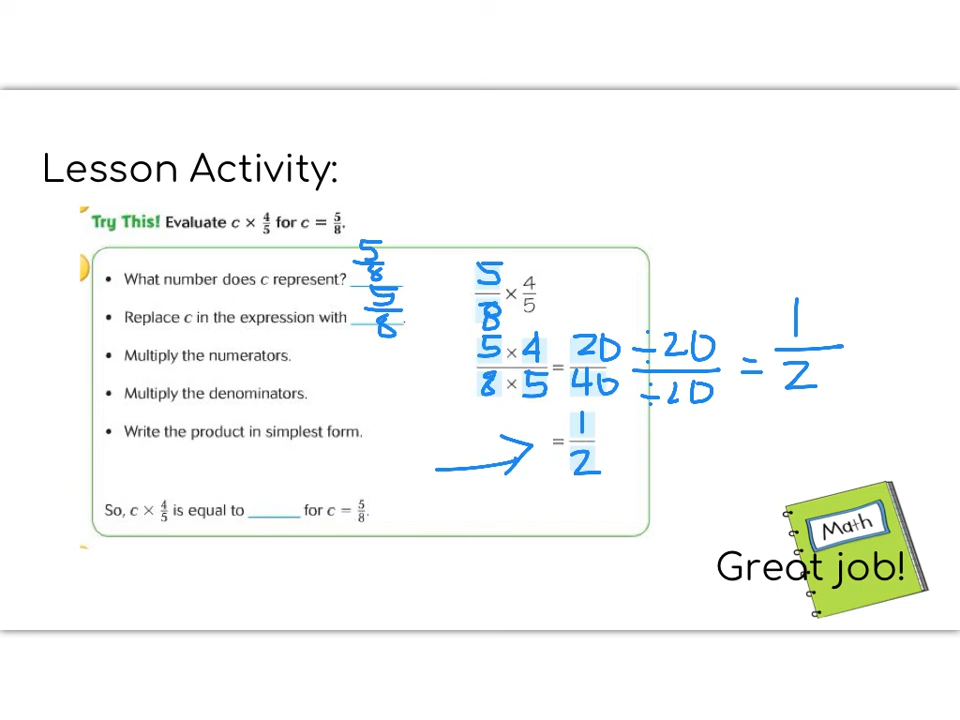 Lesson Activity:
Try This! Evaluate c × 4/5 for c = 5/8.
• What number does c represent? 5/8
• Replace c in the expression with 5/8.
• Multiply the numerators.
• Multiply the denominators.
• Write the product in simplest form.
So, c × 4/5 is equal to ____ for c = 5/8.
5/8 × 4/5
5 × 4 / 8 × 5 = 20/40 ÷20/÷20 = 1/2
= 1/2
Math
Great job!